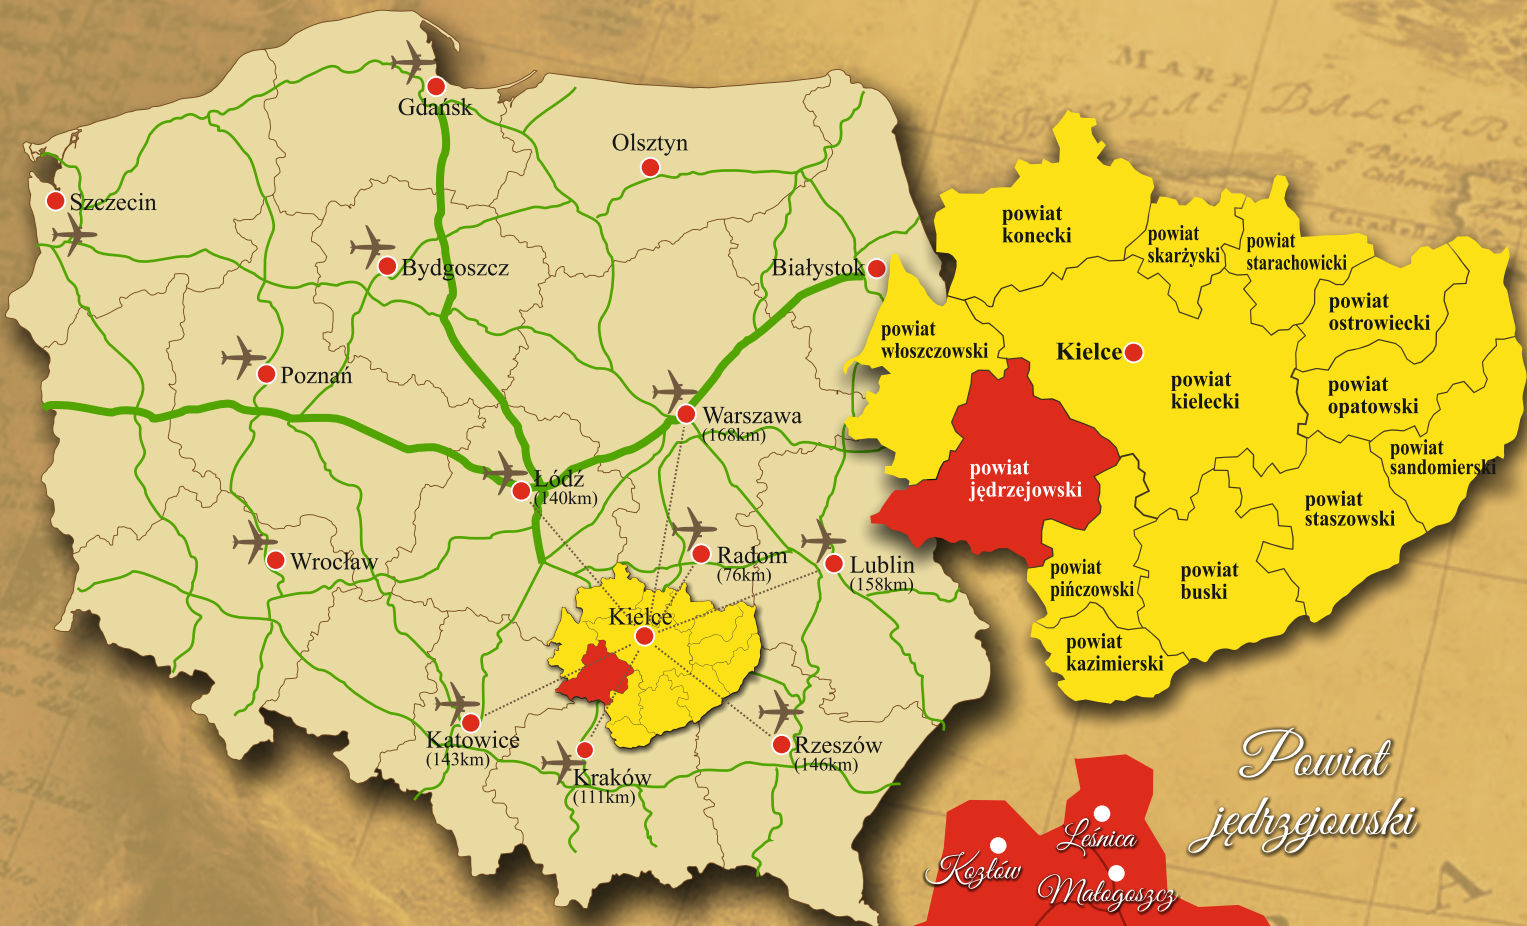 Gdańsk
Olsztyn
Szczecin
Bydgoszcz
Białystok
Poznań
Warszawa
(168km)
Łódź
(140km)
Wrocław
Radom
(76km)
Lublin
(158km)
Kielce
Katowice
(143km)
Kraków
(111km)
Rzeszów
(146km)
MARE
BALEAR
powiat
konecki
powiat
skarżyski
powiat
starachowicki
powiat
ostrowiecki
powiat
włoszczowski
Kielce
powiat
kielecki
powiat
opatowski
powiat
jędrzejowski
powiat
sandomierski
powiat
staszowski
powiat
pińczowski
powiat
buski
powiat
kazimierski
Powiat
jędrzejowski
Leśnica
Kozłów
Małogoszcz
A